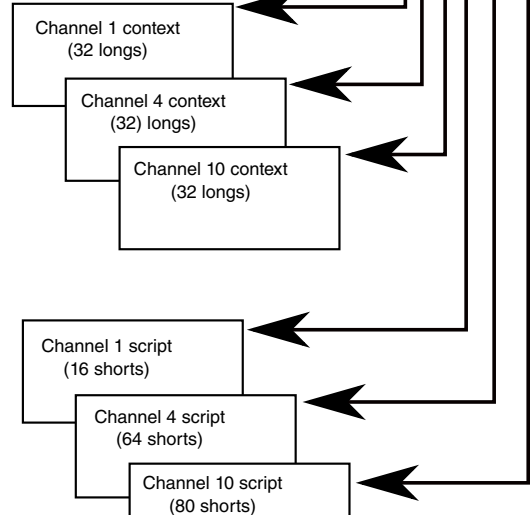 Channel 1 context
(32 longs)
Channel 4 context
(32) longs)
Channel 10 context
(32 longs)
Channel 1 script
(16 shorts)
Channel 4 script
(64 shorts)
Channel 10 script
(80 shorts)